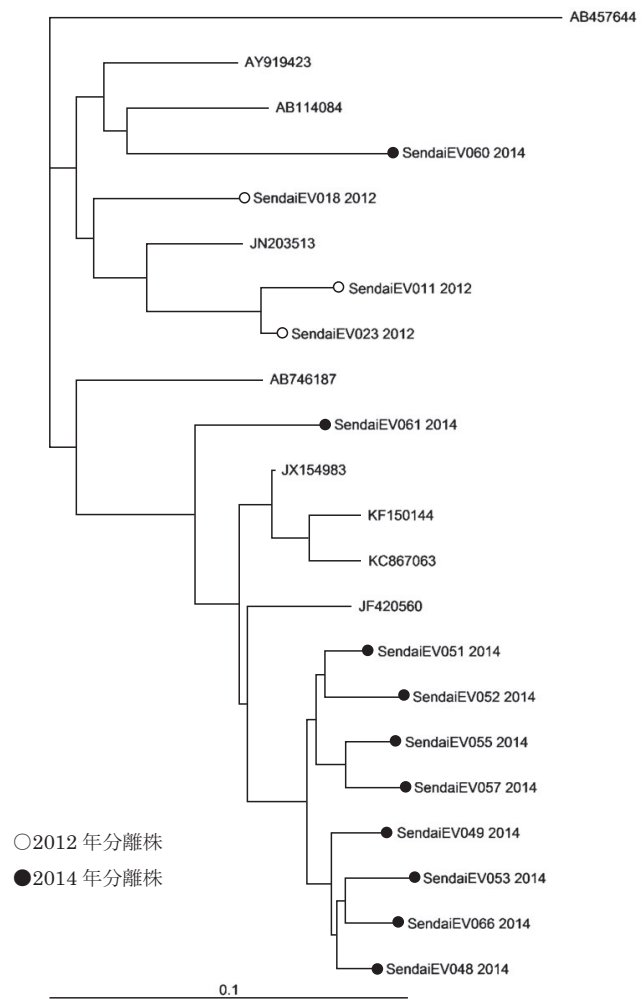 AB457644
AY919423
AB114084
●SendaiEV060 2014
○SendaiEV018 2012
JN203513
○SendaiEV011 2012
○SendaiEV023 2012
AB746187
●SendaiEV061 2014
JX154983
KF150144
KC867063
JF420560
●SendaiEV051 2014
●SendaiEV052 2014
●SendaiEV055 2014
●SendaiEV057 2014
●SendaiEV049 2014
●SendaiEV053 2014
●SendaiEV066 2014
●SendaiEV048 2014
○2012 年分離株
●2014 年分離株
0.1